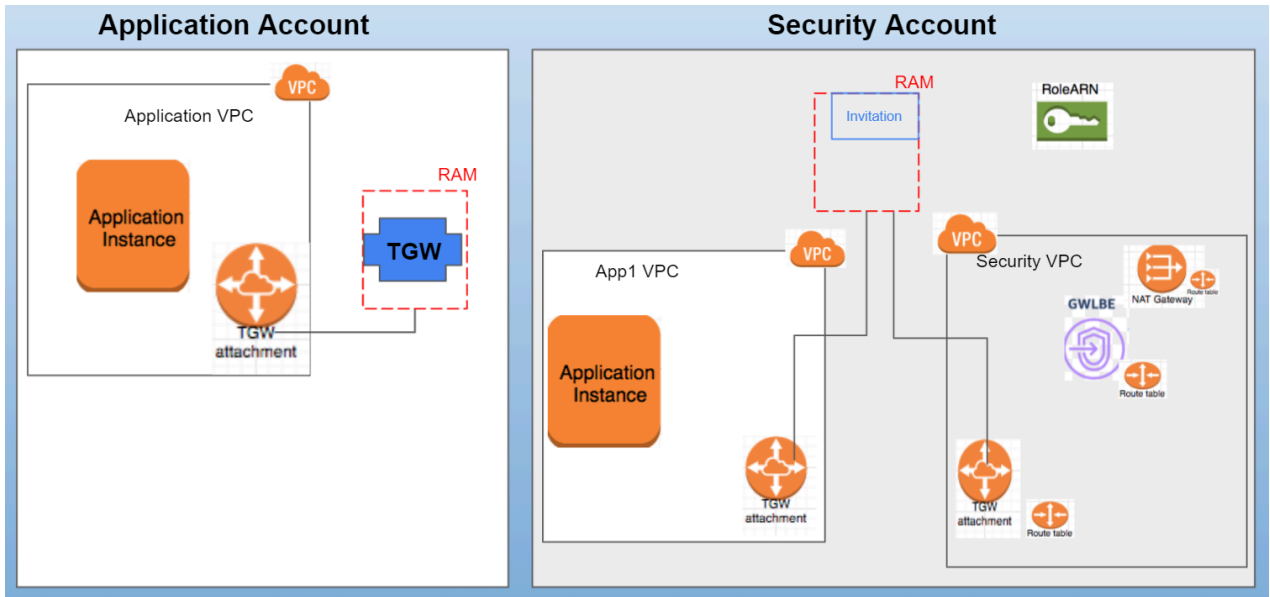 Application Account
Security Account
VPC
Application VPC
Application
Instance
TGW
attachment
RAM
TGW
RAM
Invitation
RoleARN
VPC
App1 VPC
Application
Instance
TGW
attachment
VPC
Security VPC
NAT Gateway
Route table
GWLBE
Route table
TGW
attachment
Route table